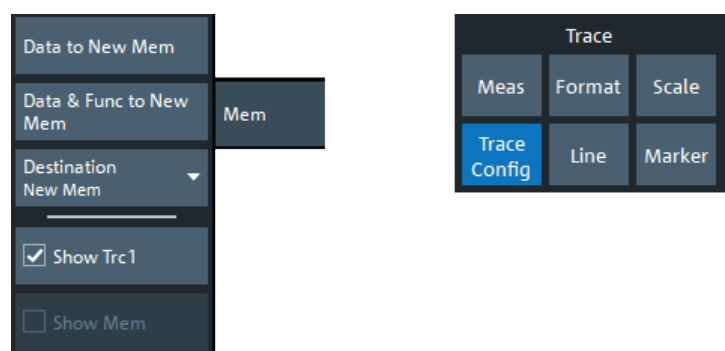 Data to New Mem
Data & Func to New
Mem
Mem
Destination
New Mem
Show Trc1
Show Mem
Trace
Meas
Format
Scale
Trace
Config
Line
Marker